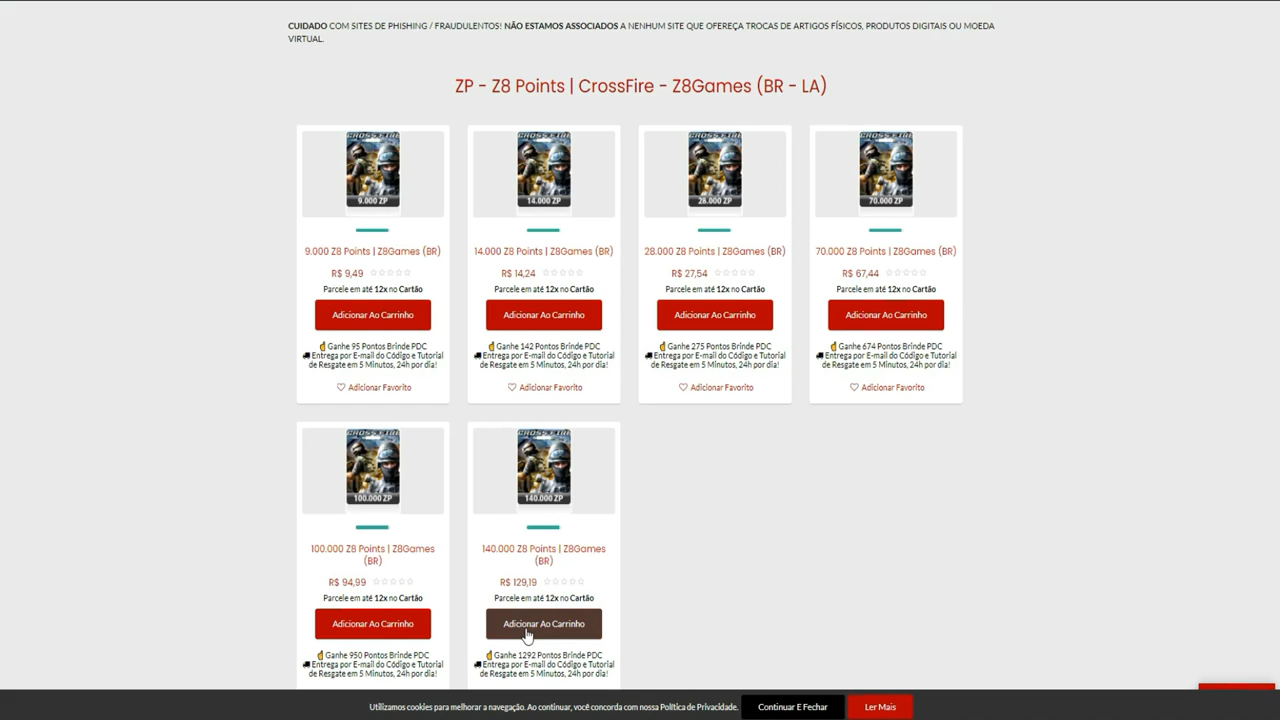 CUIDADO COM SITES DE PHISHING / FRAUDULENTOS! NÃO ESTAMOS ASSOCIADOS A NENHUM SITE QUE OFEREÇA TROCAS DE ARTIGOS FÍSICOS, PRODUTOS DIGITAIS OU MOEDA
VIRTUAL.
ZP - Z8 Points | CrossFire - Z8Games (BR - LA)
CROSSFIRE
9.000 ZP
9.000 Z8 Points | Z8Games (BR)
R$ 9,49
Parcele em até 12x no Cartão
Adicionar Ao Carrinho
Ganhe 95 Pontos Brinde PDC
Entrega por E-mail do Código e Tutorial
de Resgate em 5 Minutos, 24h por dia!
Adicionar Favorito
CROSSFIRE
14.000 ZP
14.000 Z8 Points | Z8Games (BR)
R$ 14,24
Parcele em até 12x no Cartão
Adicionar Ao Carrinho
Ganhe 142 Pontos Brinde PDC
Entrega por E-mail do Código e Tutorial
de Resgate em 5 Minutos, 24h por dia!
Adicionar Favorito
CROSSFIRE
28.000 ZP
28.000 Z8 Points | Z8Games (BR)
R$ 27,54
Parcele em até 12x no Cartão
Adicionar Ao Carrinho
Ganhe 275 Pontos Brinde PDC
Entrega por E-mail do Código e Tutorial
de Resgate em 5 Minutos, 24h por dia!
Adicionar Favorito
CROSSFIRE
70.000 ZP
70.000 Z8 Points | Z8Games (BR)
R$ 67,44
Parcele em até 12x no Cartão
Adicionar Ao Carrinho
Ganhe 674 Pontos Brinde PDC
Entrega por E-mail do Código e Tutorial
de Resgate em 5 Minutos, 24h por dia!
Adicionar Favorito
CROSSFIRE
100.000 ZP
100.000 Z8 Points | Z8Games
(BR)
R$ 94,99
Parcele em até 12x no Cartão
Adicionar Ao Carrinho
Ganhe 950 Pontos Brinde PDC
Entrega por E-mail do Código e Tutorial
de Resgate em 5 Minutos, 24h por dia!
CROSSFIRE
140.000 ZP
140.000 Z8 Points | Z8Games
(BR)
R$ 129,19
Parcele em até 12x no Cartão
Adicionar Ao Carrinho
Ganhe 1292 Pontos Brinde PDC
Entrega por E-mail do Código e Tutorial
de Resgate em 5 Minutos, 24h por dia!
Utilizamos cookies para melhorar a navegação. Ao continuar, você concorda com nossa Política de Privacidade.
Continuar E Fechar
Ler Mais